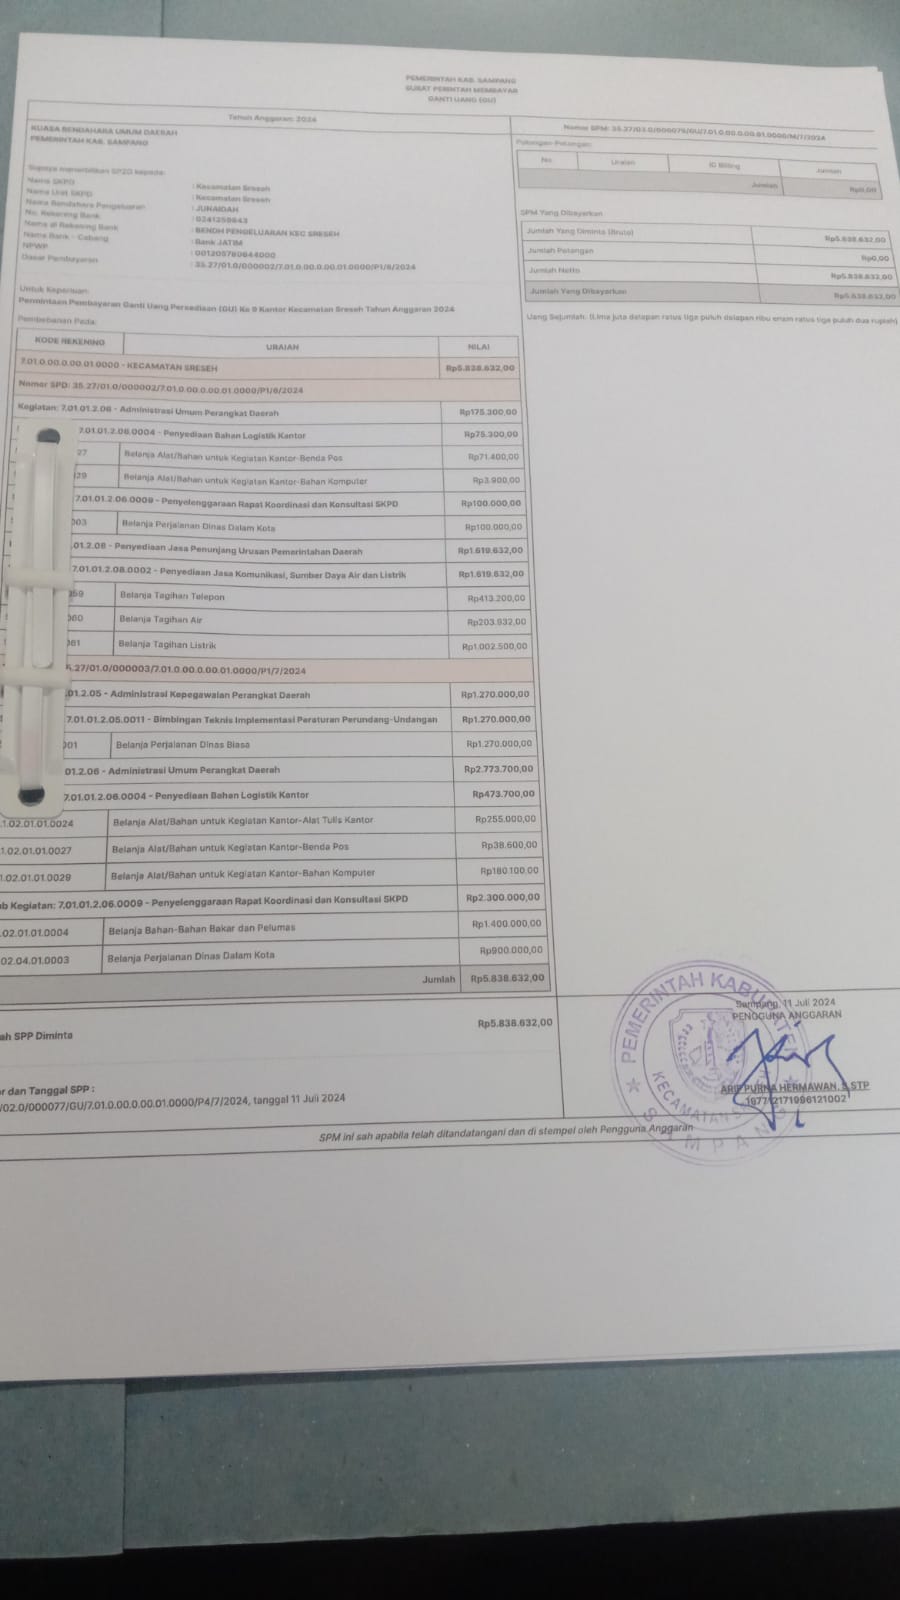 PEMERINTAH KAB. SAMPANG
SURAT PERINTAH MEMBAYAR
GANTI UANG (GU)
Tahun Anggaran: 2024
Nomor SPM: 35.27/03.0/000079/GU/7.01.0.00.0.00.01.0000/M/7/2024
KUASA BENDAHARA UMUM DAERAH
PEMERINTAH KAB. SAMPANG
Supaya menerbitkan SP2D kepada:
Nama SKPD : Kecamatan Sreseh
Nama Unit SKPD : Kecamatan Sreseh
Nama Bendahara Pengeluaran : JUNAIDAH
No. Rekening Bank : 0241259643
Nama di Rekening Bank : BENDH PENGELUARAN KEC SRESEH
Nama Bank - Cabang : Bank JATIM
NPWP : 001205780644000
Dasar Pembayaran : 35.27/01.0/000002/7.01.0.00.0.00.01.0000/P1/6/2024
Untuk Keperluan:
Permintaan Pembayaran Ganti Uang Persediaan (GU) Ke 9 Kantor Kecamatan Sreseh Tahun Anggaran 2024
Pembebanan Pada:
KODE REKENING URAIAN NILAI
7.01.0.00.0.00.01.0000 - KECAMATAN SRESEH Rp5.838.632,00
Nomor SPD: 35.27/01.0/000002/7.01.0.00.0.00.01.0000/P1/6/2024
Kegiatan: 7.01.01.2.06 - Administrasi Umum Perangkat Daerah Rp175.300,00
7.01.01.2.06.0004 - Penyediaan Bahan Logistik Kantor Rp75.300,00
27 Belanja Alat/Bahan untuk Kegiatan Kantor-Benda Pos Rp71.400,00
29 Belanja Alat/Bahan untuk Kegiatan Kantor-Bahan Komputer Rp3.900,00
7.01.01.2.06.0009 - Penyelenggaraan Rapat Koordinasi dan Konsultasi SKPD Rp100.000,00
003 Belanja Perjalanan Dinas Dalam Kota Rp100.000,00
.01.2.08 - Penyediaan Jasa Penunjang Urusan Pemerintahan Daerah Rp1.619.632,00
7.01.01.2.08.0002 - Penyediaan Jasa Komunikasi, Sumber Daya Air dan Listrik Rp1.619.632,00
059 Belanja Tagihan Telepon Rp413.200,00
060 Belanja Tagihan Air Rp203.932,00
061 Belanja Tagihan Listrik Rp1.002.500,00
5.27/01.0/000003/7.01.0.00.0.00.01.0000/P1/7/2024
.01.2.05 - Administrasi Kepegawaian Perangkat Daerah Rp1.270.000,00
7.01.01.2.05.0011 - Bimbingan Teknis Implementasi Peraturan Perundang-Undangan Rp1.270.000,00
001 Belanja Perjalanan Dinas Biasa Rp1.270.000,00
01.2.06 - Administrasi Umum Perangkat Daerah Rp2.773.700,00
7.01.01.2.06.0004 - Penyediaan Bahan Logistik Kantor Rp473.700,00
1.02.01.01.0024 Belanja Alat/Bahan untuk Kegiatan Kantor-Alat Tulis Kantor Rp255.000,00
1.02.01.01.0027 Belanja Alat/Bahan untuk Kegiatan Kantor-Benda Pos Rp38.600,00
1.02.01.01.0029 Belanja Alat/Bahan untuk Kegiatan Kantor-Bahan Komputer Rp180.100,00
ub Kegiatan: 7.01.01.2.06.0009 - Penyelenggaraan Rapat Koordinasi dan Konsultasi SKPD Rp2.300.000,00
.02.01.01.0004 Belanja Bahan-Bahan Bakar dan Pelumas Rp1.400.000,00
02.04.01.0003 Belanja Perjalanan Dinas Dalam Kota Rp900.000,00
Jumlah Rp5.838.632,00
ah SPP Diminta Rp5.838.632,00
or dan Tanggal SPP :
/02.0/000077/GU/7.01.0.00.0.00.01.0000/P4/7/2024, tanggal 11 Juli 2024
Potongan-Potongan:
No. Uraian ID Billing Jumlah
Jumlah Rp0,00
SPM Yang Dibayarkan
Jumlah Yang Diminta (Bruto) Rp5.838.632,00
Jumlah Potongan Rp0,00
Jumlah Netto Rp5.838.632,00
Jumlah Yang Dibayarkan Rp5.838.632,00
Uang Sejumlah: (Lima juta delapan ratus tiga puluh delapan ribu enam ratus tiga puluh dua rupiah)
Sampang, 11 Juli 2024
PENGGUNA ANGGARAN
ARIF PURNA HERMAWAN, S.STP
PEMERINTAH KABUPATEN
KECAMATAN
SAMPANG
SPM ini sah apabila telah ditandatangani dan di stempel oleh Pengguna Anggaran